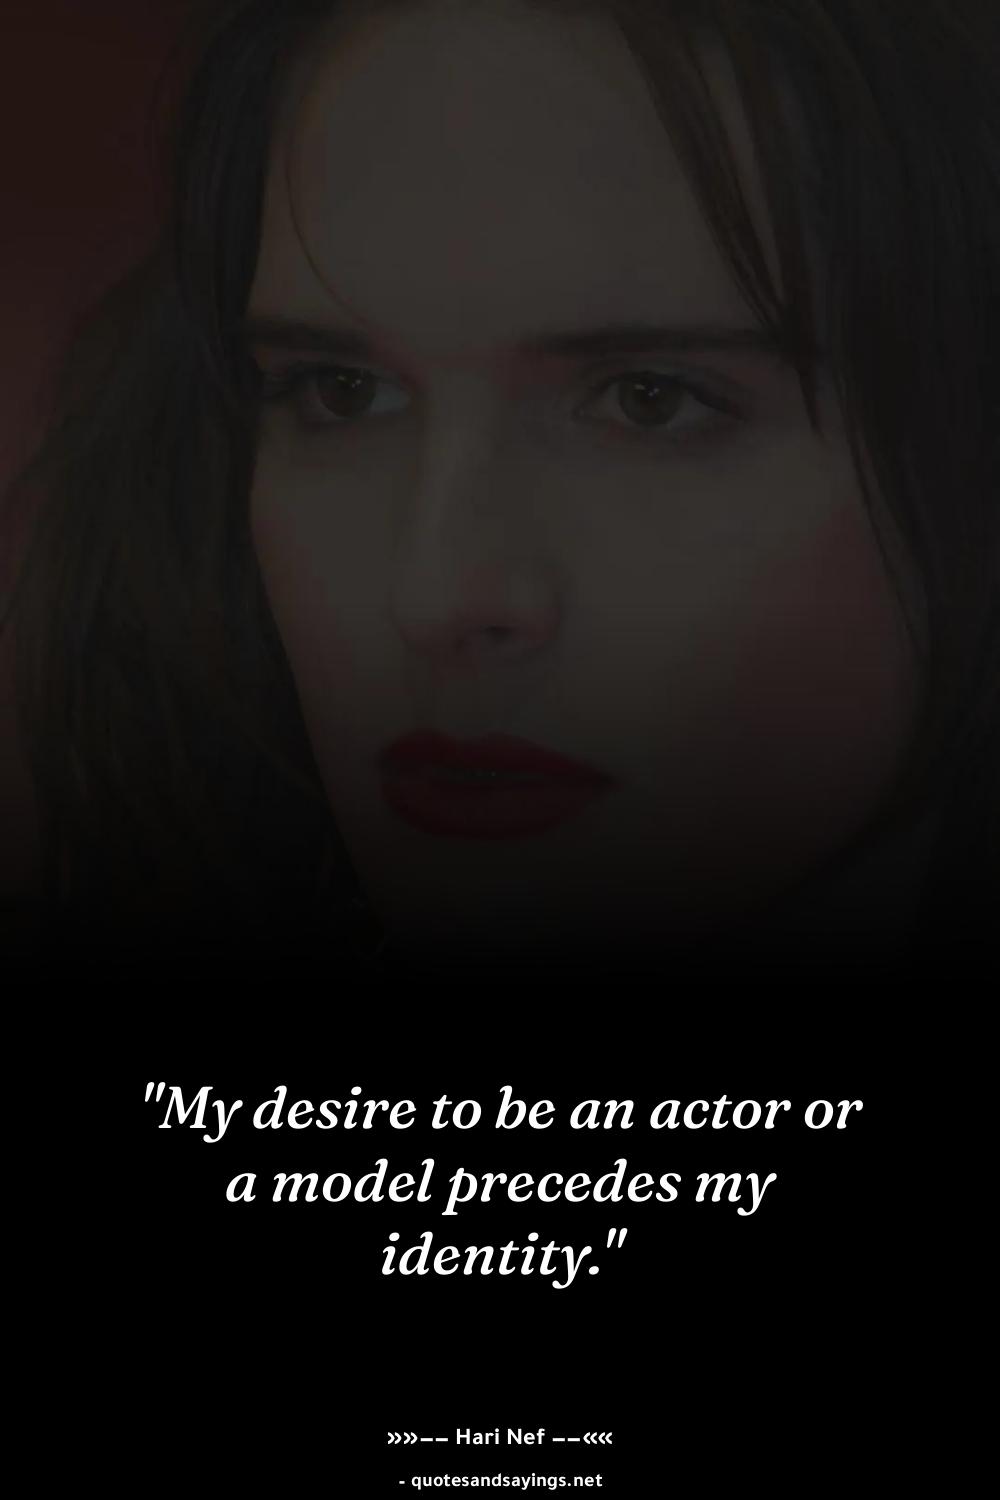 "My desire to be an actor or
a model precedes my
identity."
»»–– Hari Nef ––««
- quotesandsayings.net